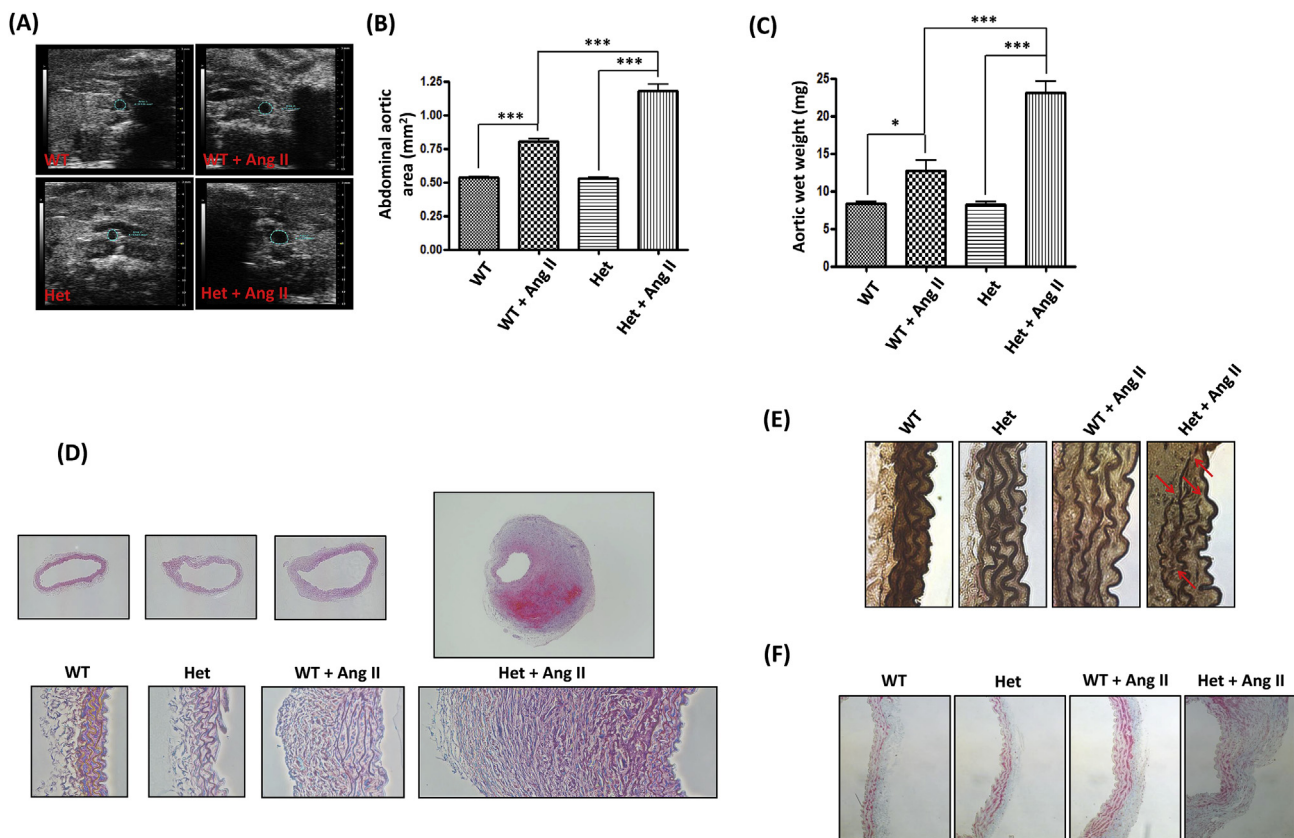 (A)
WT
WT + Ang II
Het
Het + Ang II
(B)
***
***
***
Abdominal aortic
area (mm²)
1.25
1.00
0.75
0.50
0.25
0.00
WT
WT + Ang II
Het
Het + Ang II
(C)
***
***
*
Aortic wet weight (mg)
25
20
15
10
5
0
WT
WT + Ang II
Het
Het + Ang II
(D)
WT
Het
WT + Ang II
Het + Ang II
(E)
WT
Het
WT + Ang II
Het + Ang II
(F)
WT
Het
WT + Ang II
Het + Ang II